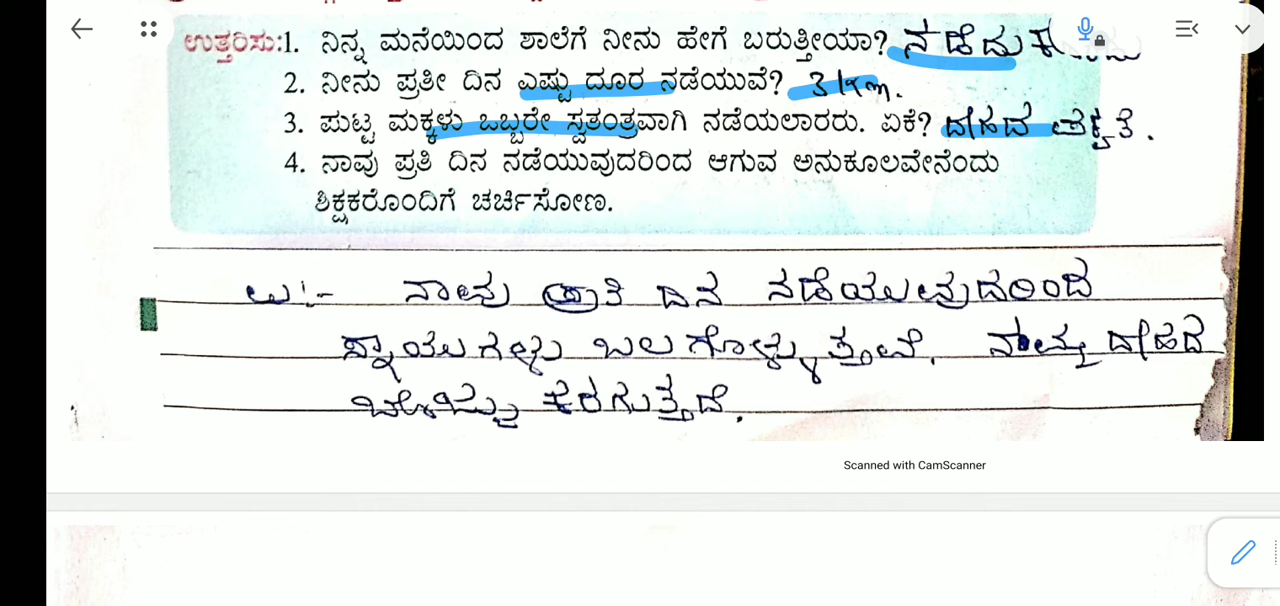 ಉತ್ತರಿಸು:1. ನಿನ್ನ ಮನೆಯಿಂದ ಶಾಲೆಗೆ ನೀನು ಹೇಗೆ ಬರುತ್ತೀಯಾ? ನಡೆದು
2. ನೀನು ಪ್ರತೀ ದಿನ ಎಷ್ಟು ದೂರ ನಡೆಯುವೆ? 3 km.
3. ಪುಟ್ಟ ಮಕ್ಕಳು ಒಬ್ಬರೇ ಸ್ವತಂತ್ರವಾಗಿ ನಡೆಯಲಾರರು. ಏಕೆ? ದೇಹದ ಪಕ್ವತೆ.
4. ನಾವು ಪ್ರತಿ ದಿನ ನಡೆಯುವುದರಿಂದ ಆಗುವ ಅನುಕೂಲವೇನೆಂದು
ಶಿಕ್ಷಕರೊಂದಿಗೆ ಚರ್ಚಿಸೋಣ.
ಉ:- ನಾವು ಪ್ರತಿ ದಿನ ನಡೆಯುವುದರಿಂದ
ಸ್ನಾಯುಗಳು ಬಲಗೊಳ್ಳುತ್ತವೆ. ನಮ್ಮ ದೇಹದ
ಬೊಜ್ಜು ಕರಗುತ್ತದೆ.
Scanned with CamScanner